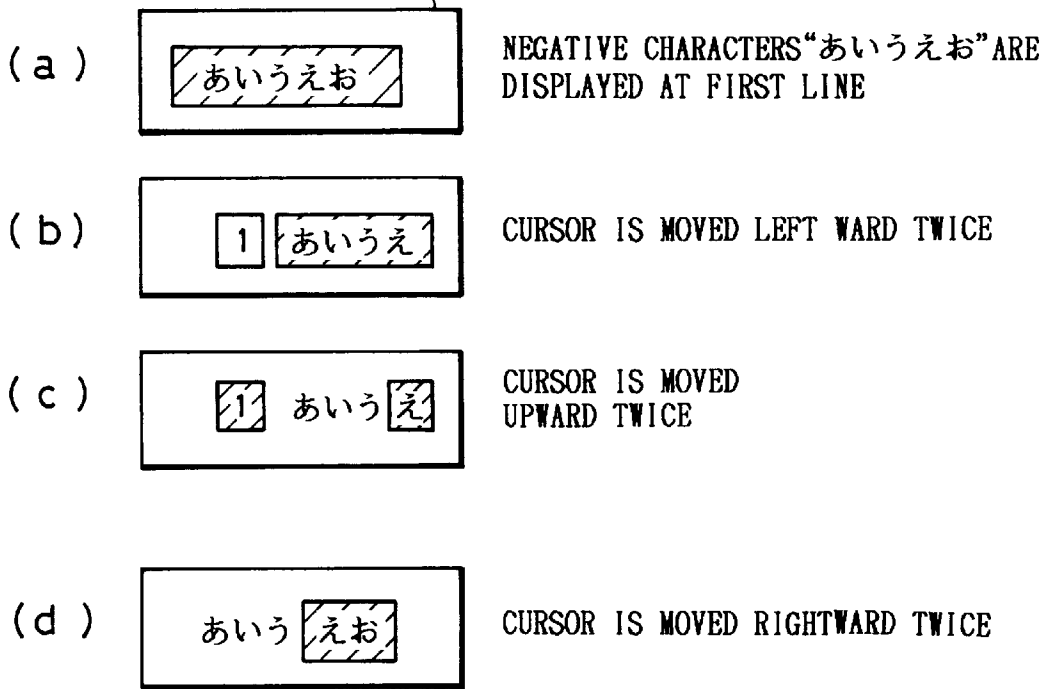 (a) あいうえお NEGATIVE CHARACTERS“あいうえお”ARE
DISPLAYED AT FIRST LINE
(b) 1 あいうえ CURSOR IS MOVED LEFT WARD TWICE
(c) 1 あいう え CURSOR IS MOVED
UPWARD TWICE
(d) あいう えお CURSOR IS MOVED RIGHTWARD TWICE